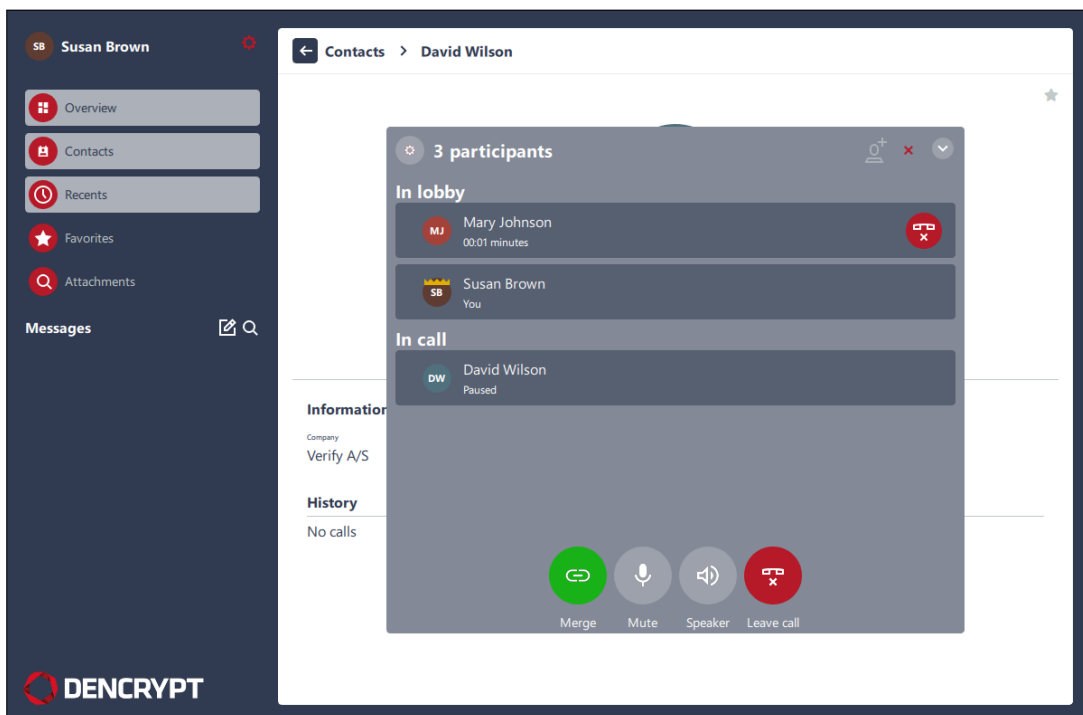 SB Susan Brown
Overview
Contacts
Recents
Favorites
Attachments
Messages
DENCRYPT
Contacts > David Wilson
3 participants
In lobby
MJ Mary Johnson
00:01 minutes
SB Susan Brown
You
In call
DW David Wilson
Paused
Merge Mute Speaker Leave call
Information
Company
Verify A/S
History
No calls